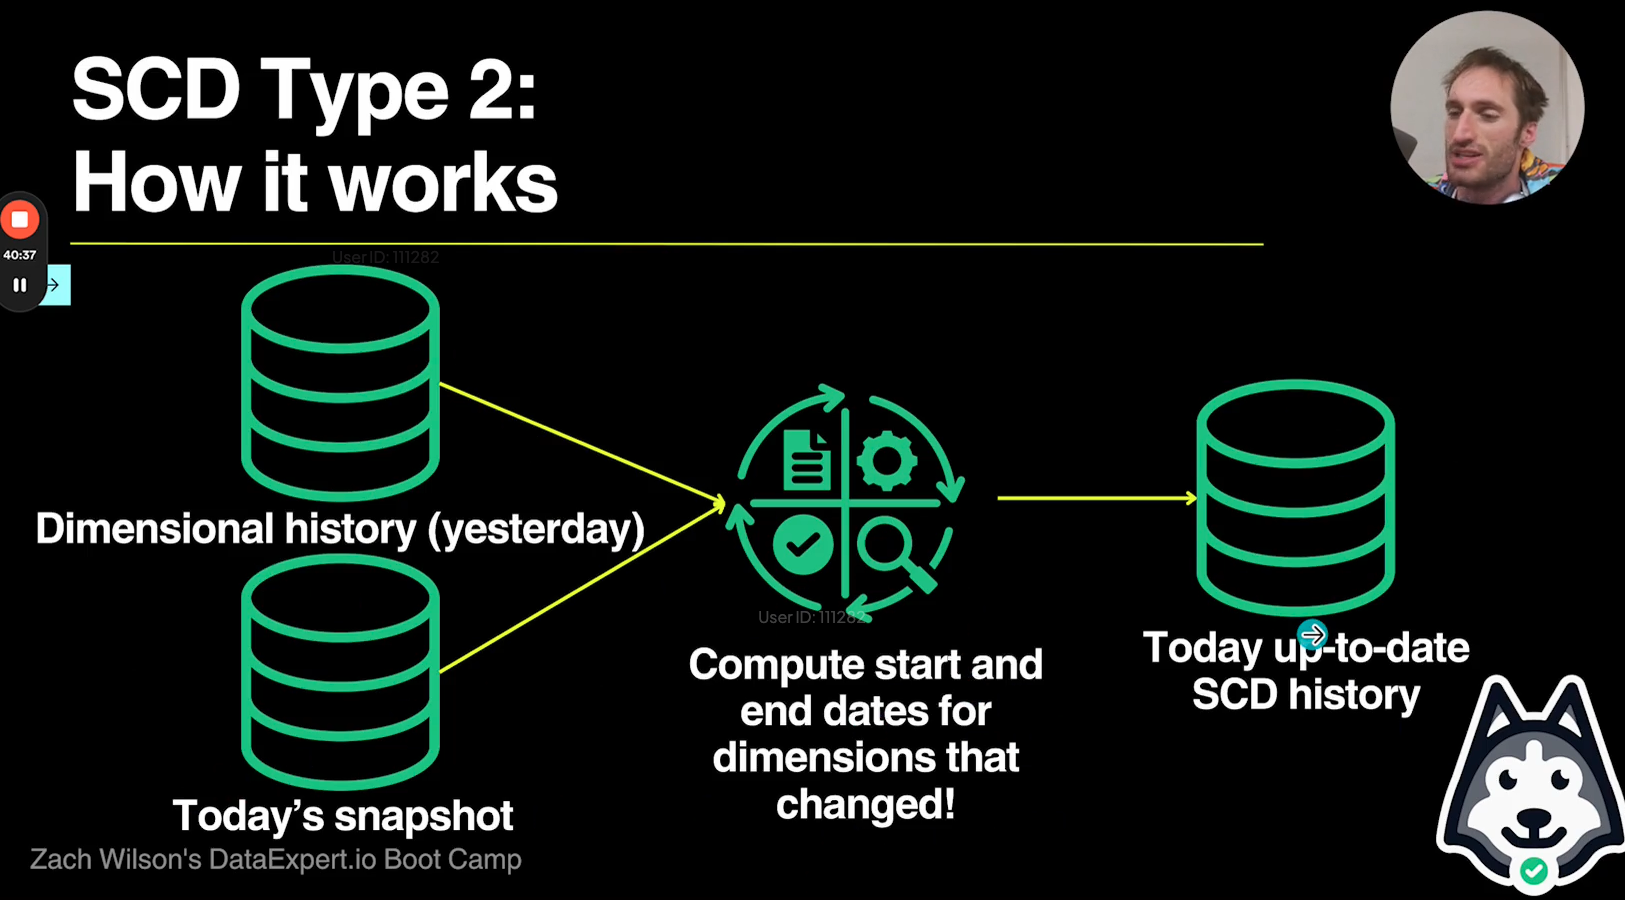 SCD Type 2:
How it works
40:37
User ID: 111282
Dimensional history (yesterday)
Today's snapshot
User ID: 111282
Compute start and
end dates for
dimensions that
changed!
Today up-to-date
SCD history
Zach Wilson's DataExpert.io Boot Camp